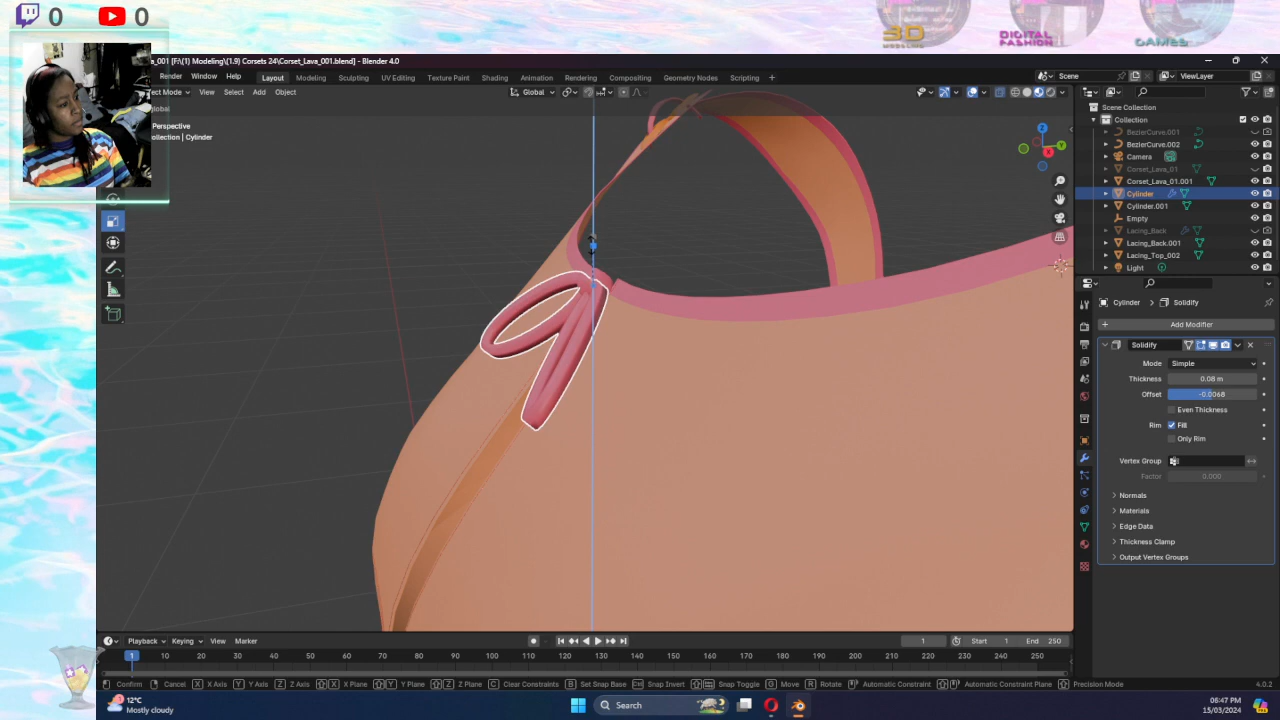 0 0
3D
DIGITAL
FASHION
GAMES
a_001 [F:\(1) Modeling\(1.9) Corsets 24\Corset_Lava_001.blend] - Blender 4.0
Render Window Help Layout Modeling Sculpting UV Editing Texture Paint Shading Animation Rendering Compositing Geometry Nodes Scripting + Scene ViewLayer
ect Mode View Select Add Object Global
global
Perspective
collection | Cylinder
Z
Y
X
Scene Collection
Collection
BezierCurve.001
BezierCurve.002
Camera
Corset_Lava_01
Corset_Lava_01.001
Cylinder
Cylinder.001
Empty
Lacing_Back
Lacing_Back.001
Lacing_Top_002
Light
Cylinder > Solidify
+ Add Modifier
Solidify
Mode Simple
Thickness 0.08 m
Offset -0.0068
Even Thickness
Rim Fill
Only Rim
Vertex Group
Factor 0.000
Normals
Materials
Edge Data
Thickness Clamp
Output Vertex Groups
Playback Keying View Marker 1 Start 1 End 250
1 10 20 30 40 50 60 70 80 90 100 110 120 130 140 150 160 170 180 190 200 210 220 230 240 250
Confirm Cancel X X Axis Y Y Axis Z Z Axis X X Plane Y Y Plane Z Z Plane C Clear Constraints B Set Snap Base Snap Invert Snap Toggle G Move R Rotate Automatic Constraint Automatic Constraint Plane Precision Mode 4.0.2
12°C
Mostly cloudy
Search
06:47 PM
15/03/2024